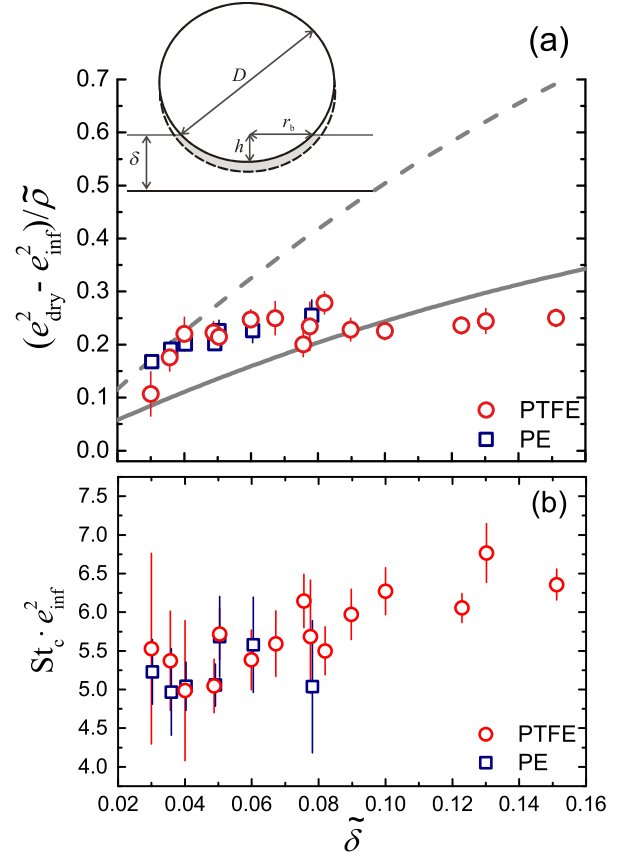 (a)
D
r_b
h
δ
(e²_dry - e²_inf)/ρ̃
0.7
0.6
0.5
0.4
0.3
0.2
0.1
0.0
PTFE
PE
(b)
St_c · e²_inf
7.5
7.0
6.5
6.0
5.5
5.0
4.5
4.0
PTFE
PE
0.02 0.04 0.06 0.08 0.10 0.12 0.14 0.16
δ̃